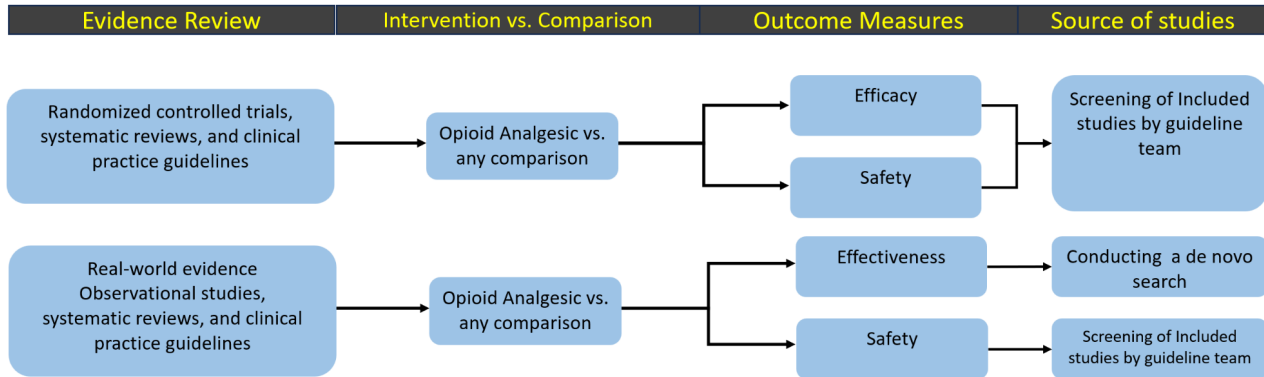 Evidence Review
Intervention vs. Comparison
Outcome Measures
Source of studies
Randomized controlled trials,
systematic reviews, and clinical
practice guidelines
Opioid Analgesic vs.
any comparison
Efficacy
Safety
Screening of Included
studies by guideline
team
Real-world evidence
Observational studies,
systematic reviews, and clinical
practice guidelines
Opioid Analgesic vs.
any comparison
Effectiveness
Conducting a de novo
search
Safety
Screening of Included
studies by guideline team